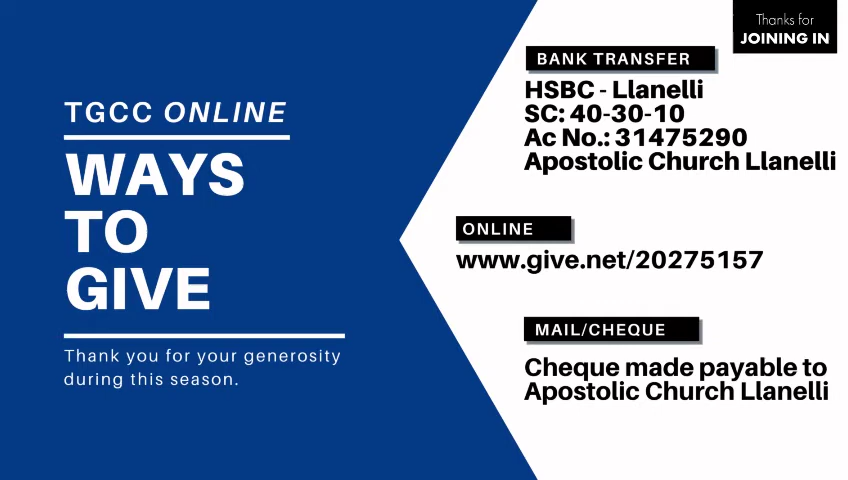 Thanks for
JOINING IN
TGCC ONLINE
WAYS
TO
GIVE
Thank you for your generosity
during this season.
BANK TRANSFER
HSBC - Llanelli
SC: 40-30-10
Ac No.: 31475290
Apostolic Church Llanelli
ONLINE
www.give.net/20275157
MAIL/CHEQUE
Cheque made payable to
Apostolic Church Llanelli